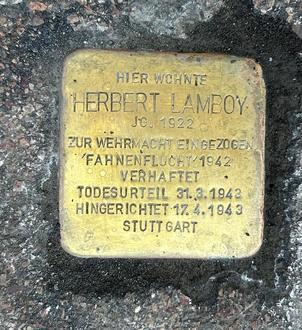 HIER WOHNTE
HERBERT LAMBOY
JG. 1922
ZUR WEHRMACHT EINGEZOGEN
'FAHNENFLUCHT' 1942
VERHAFTET
TODESURTEIL 31.3.1943
HINGERICHTET 17.4.1943
STUTTGART